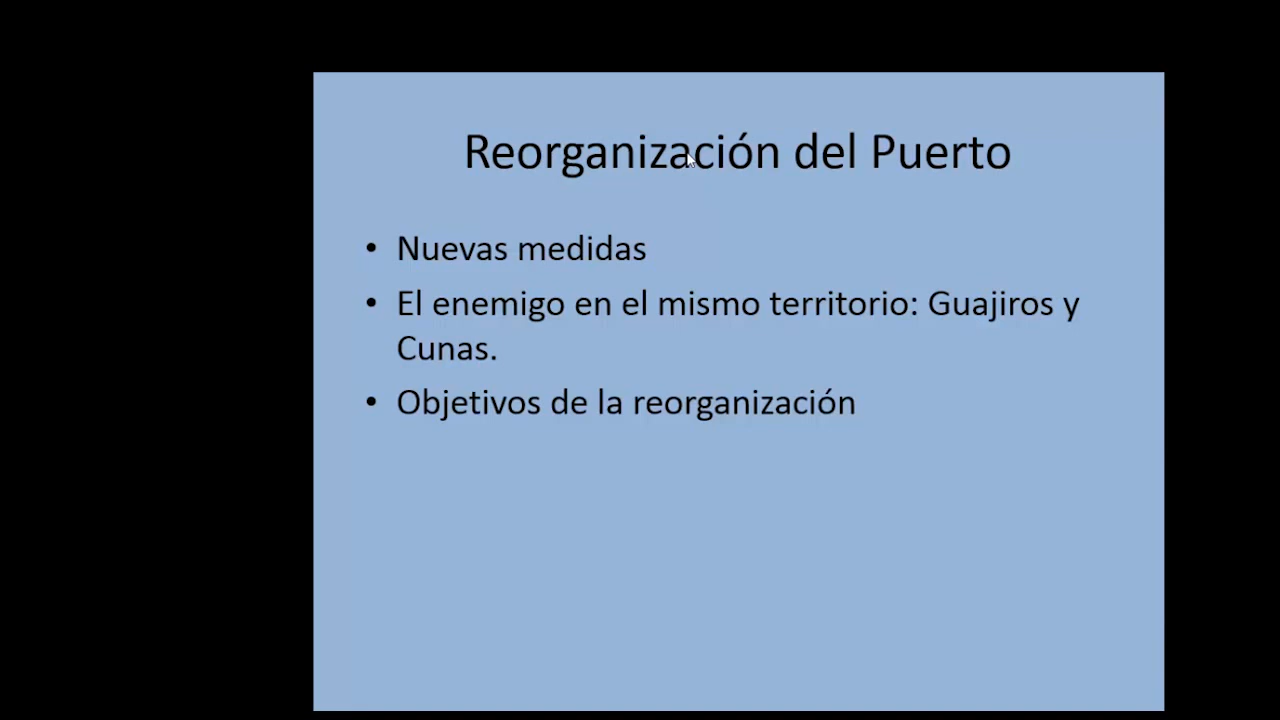 Reorganización del Puerto
• Nuevas medidas
• El enemigo en el mismo territorio: Guajiros y
Cunas.
• Objetivos de la reorganización